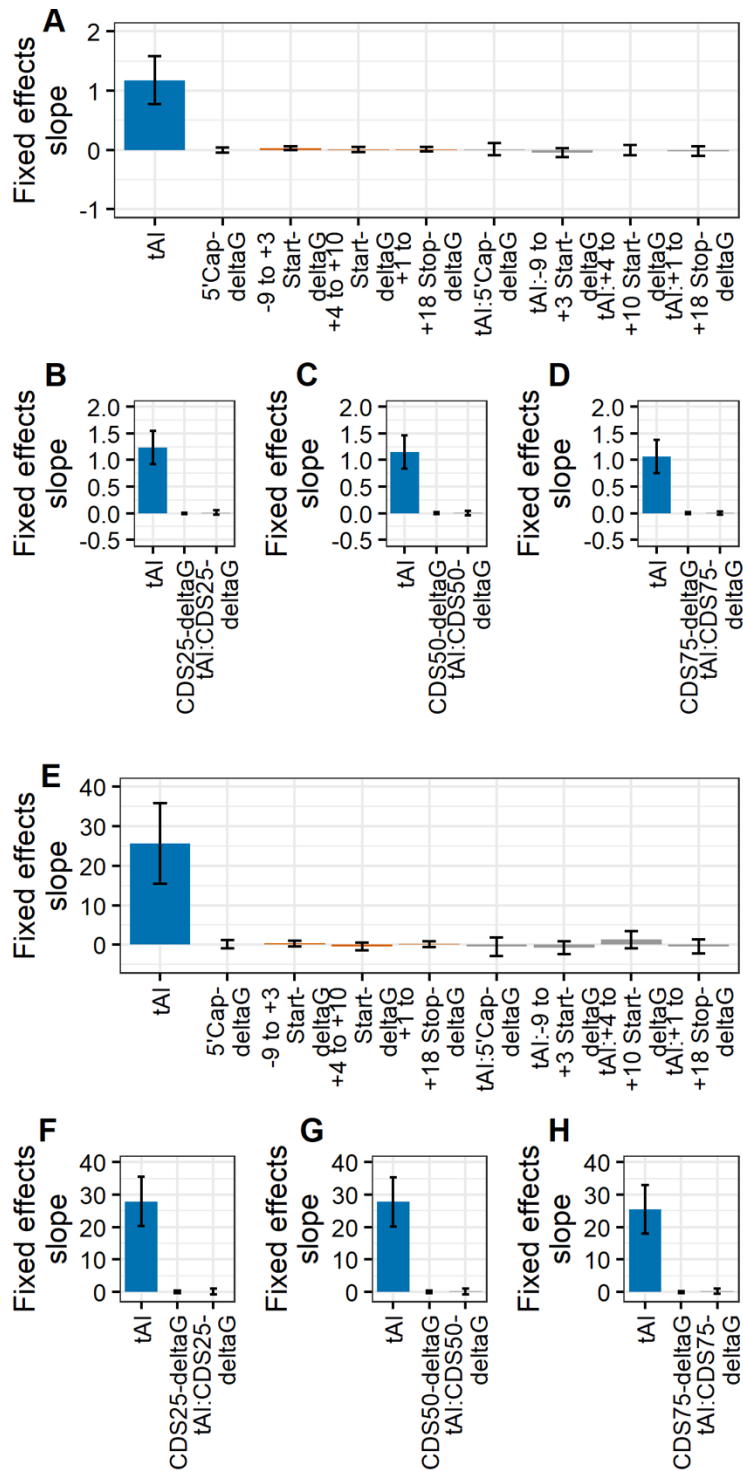 A
Fixed effects
slope
2
1
0
-1
tAI
5'Cap-
deltaG
-9 to +3
Start-
deltaG
+4 to +10
Start-
deltaG
+1 to
+18 Stop-
deltaG
tAI:5'Cap-
deltaG
tAI:-9 to
+3 Start-
deltaG
tAI:+4 to
+10 Start-
deltaG
tAI:+1 to
+18 Stop-
deltaG
B
Fixed effects
slope
2.0
1.5
1.0
0.5
0.0
-0.5
tAI
CDS25-deltaG
tAI:CDS25-
deltaG
C
Fixed effects
slope
2.0
1.5
1.0
0.5
0.0
-0.5
tAI
CDS50-deltaG
tAI:CDS50-
deltaG
D
Fixed effects
slope
2.0
1.5
1.0
0.5
0.0
-0.5
tAI
CDS75-deltaG
tAI:CDS75-
deltaG
E
Fixed effects
slope
40
30
20
10
0
tAI
5'Cap-
deltaG
-9 to +3
Start-
deltaG
+4 to +10
Start-
deltaG
+1 to
+18 Stop-
deltaG
tAI:5'Cap-
deltaG
tAI:-9 to
+3 Start-
deltaG
tAI:+4 to
+10 Start-
deltaG
tAI:+1 to
+18 Stop-
deltaG
F
Fixed effects
slope
40
30
20
10
0
tAI
CDS25-deltaG
tAI:CDS25-
deltaG
G
Fixed effects
slope
40
30
20
10
0
tAI
CDS50-deltaG
tAI:CDS50-
deltaG
H
Fixed effects
slope
40
30
20
10
0
tAI
CDS75-deltaG
tAI:CDS75-
deltaG